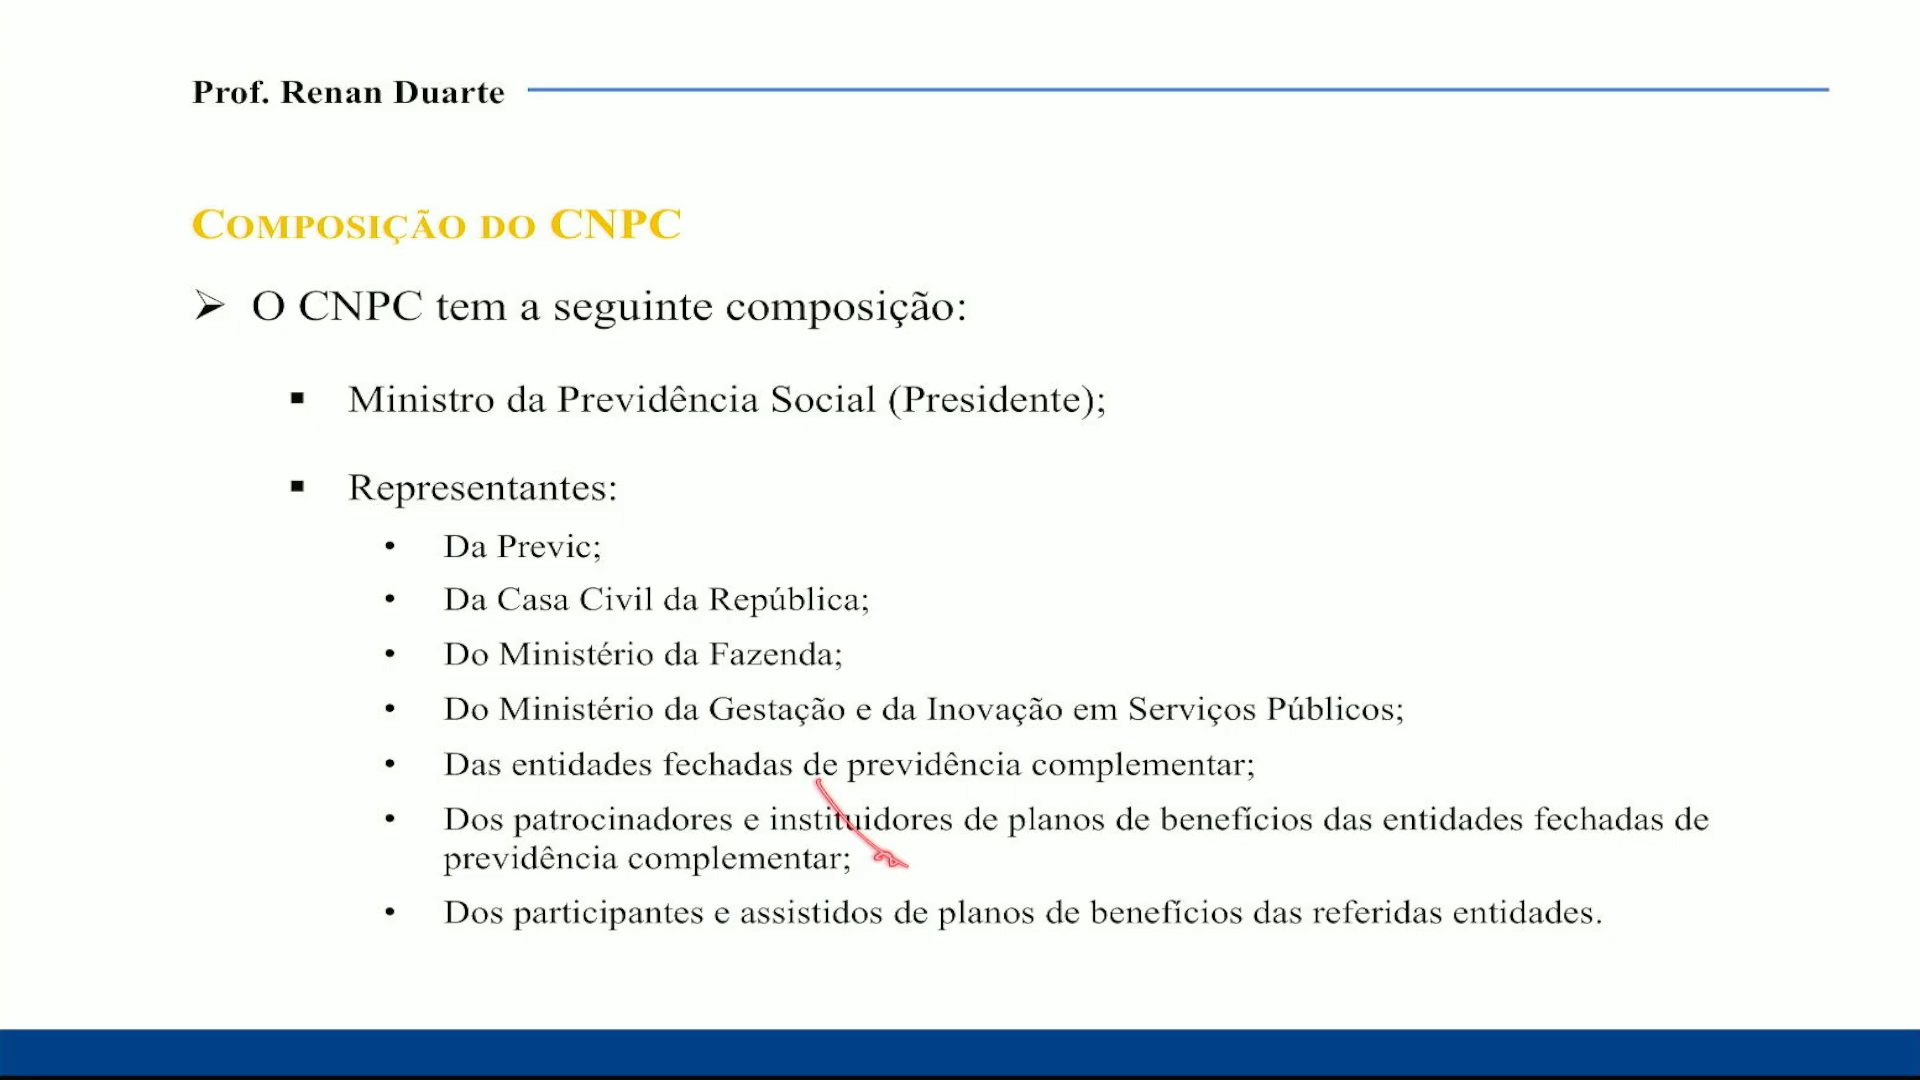 Prof. Renan Duarte
COMPOSIÇÃO DO CNPC
➢ O CNPC tem a seguinte composição:
▪ Ministro da Previdência Social (Presidente);
▪ Representantes:
• Da Previc;
• Da Casa Civil da República;
• Do Ministério da Fazenda;
• Do Ministério da Gestação e da Inovação em Serviços Públicos;
• Das entidades fechadas de previdência complementar;
• Dos patrocinadores e instituidores de planos de benefícios das entidades fechadas de
previdência complementar;
• Dos participantes e assistidos de planos de benefícios das referidas entidades.